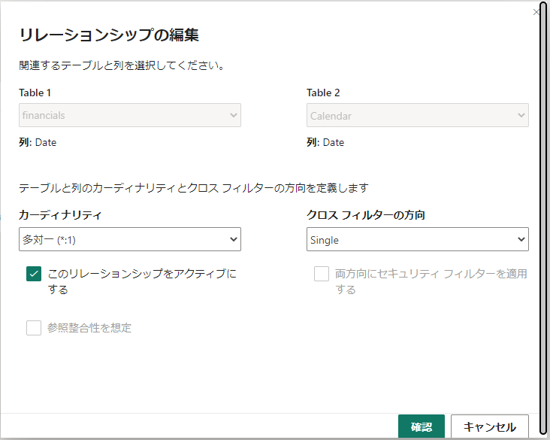 リレーションシップの編集
関連するテーブルと列を選択してください。
Table 1
Table 2
financials
Calendar
列: Date
列: Date
テーブルと列のカーディナリティとクロス フィルターの方向を定義します
カーディナリティ
クロス フィルターの方向
多対一 (*:1)
Single
このリレーションシップをアクティブに
する
両方向にセキュリティ フィルターを適用
する
参照整合性を想定
確認
キャンセル